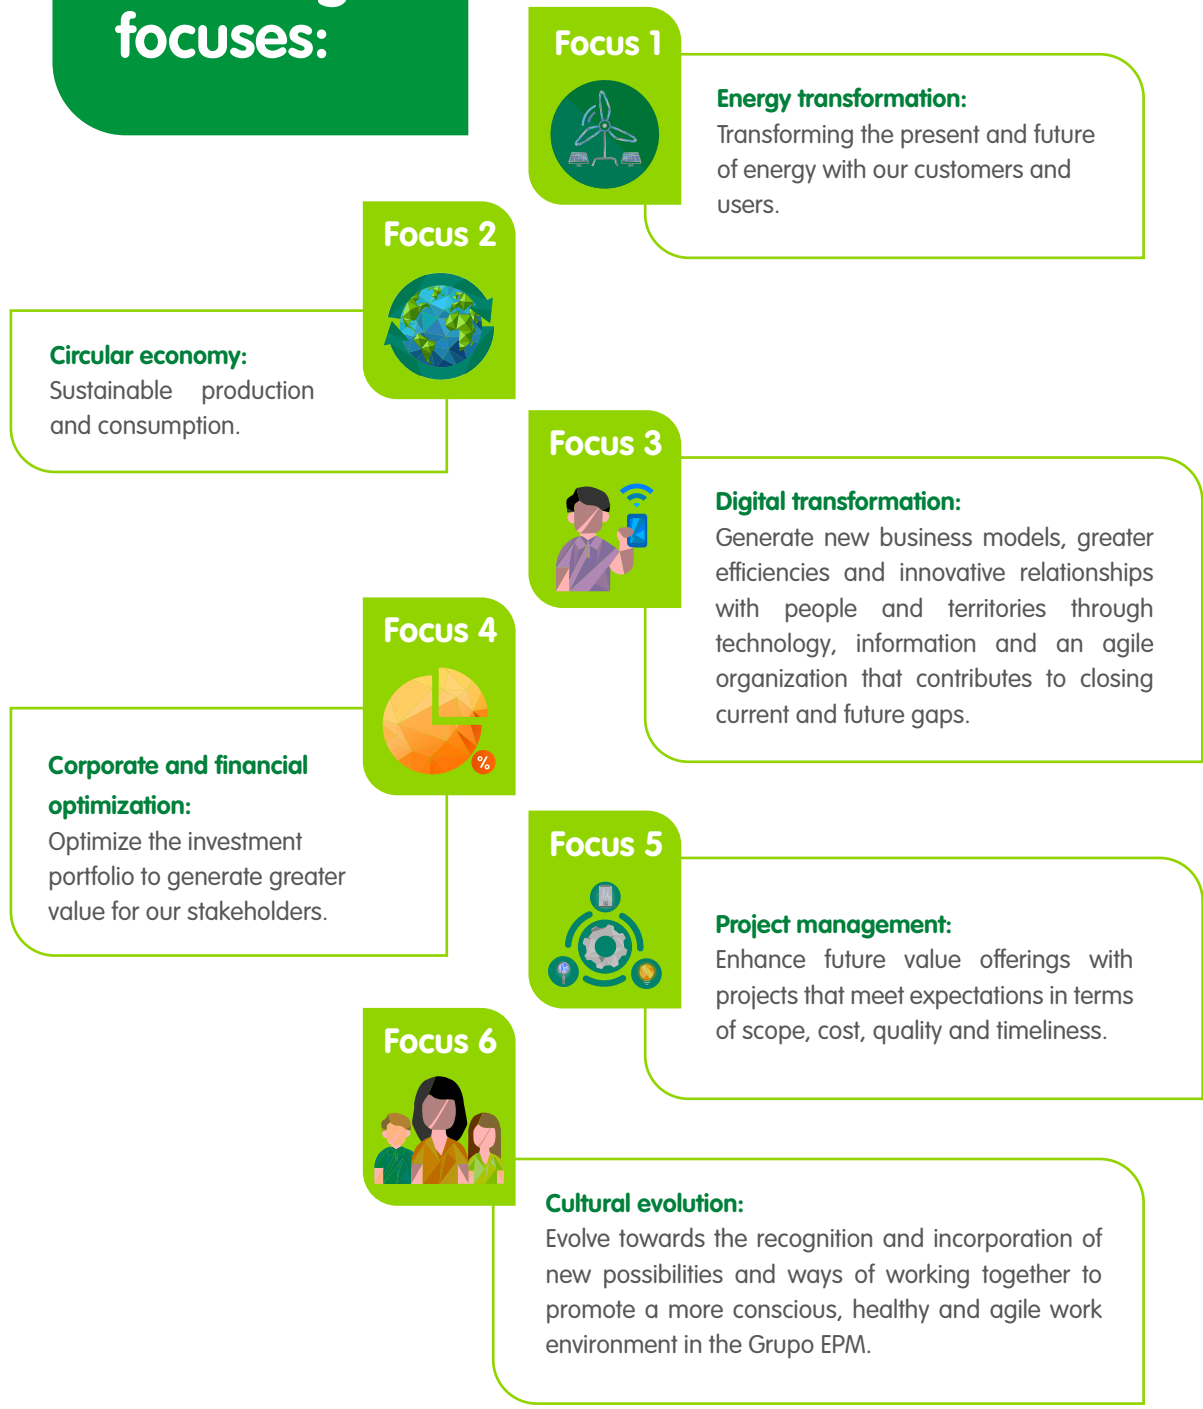 focuses:
Focus 1
Energy transformation:
Transforming the present and future
of energy with our customers and
users.
Focus 2
Circular economy:
Sustainable production
and consumption.
Focus 3
Digital transformation:
Generate new business models, greater
efficiencies and innovative relationships
with people and territories through
technology, information and an agile
organization that contributes to closing
current and future gaps.
Focus 4
%
Corporate and financial
optimization:
Optimize the investment
portfolio to generate greater
value for our stakeholders.
Focus 5
Project management:
Enhance future value offerings with
projects that meet expectations in terms
of scope, cost, quality and timeliness.
Focus 6
Cultural evolution:
Evolve towards the recognition and incorporation of
new possibilities and ways of working together to
promote a more conscious, healthy and agile work
environment in the Grupo EPM.